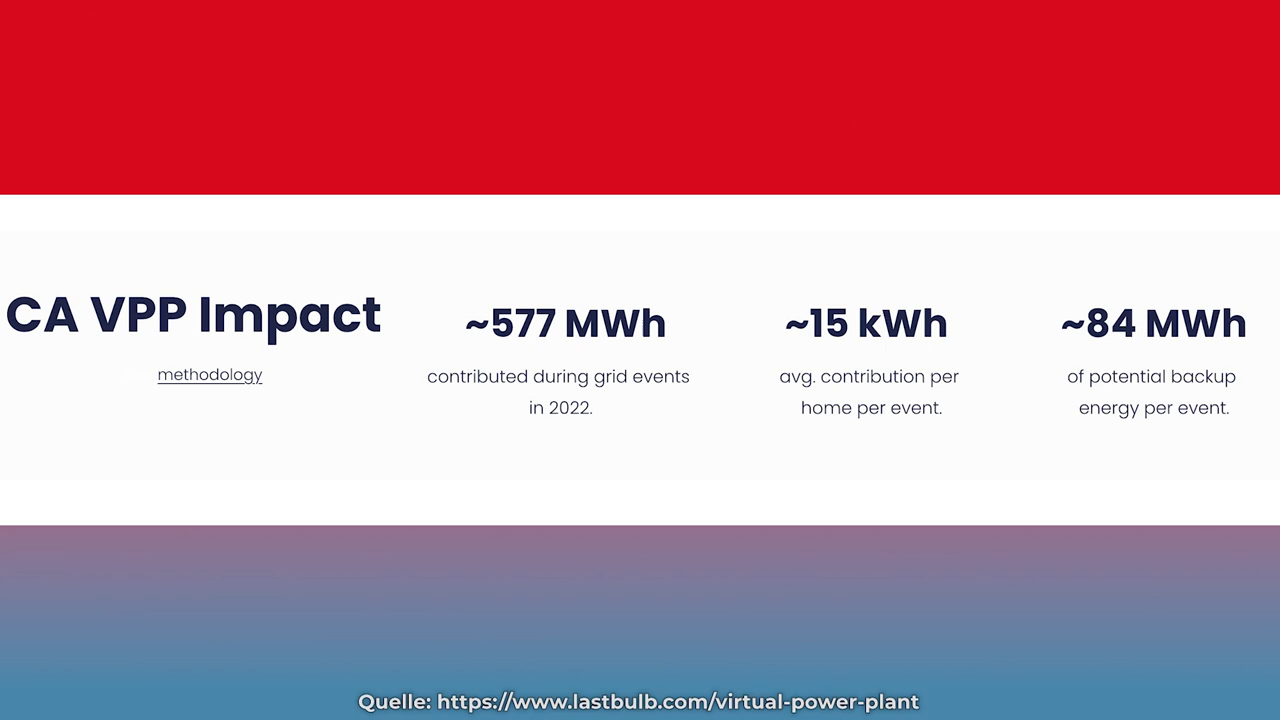 CA VPP Impact
methodology
~577 MWh
contributed during grid events
in 2022.
~15 kWh
avg. contribution per
home per event.
~84 MWh
of potential backup
energy per event.
Quelle: https://www.lastbulb.com/virtual-power-plant